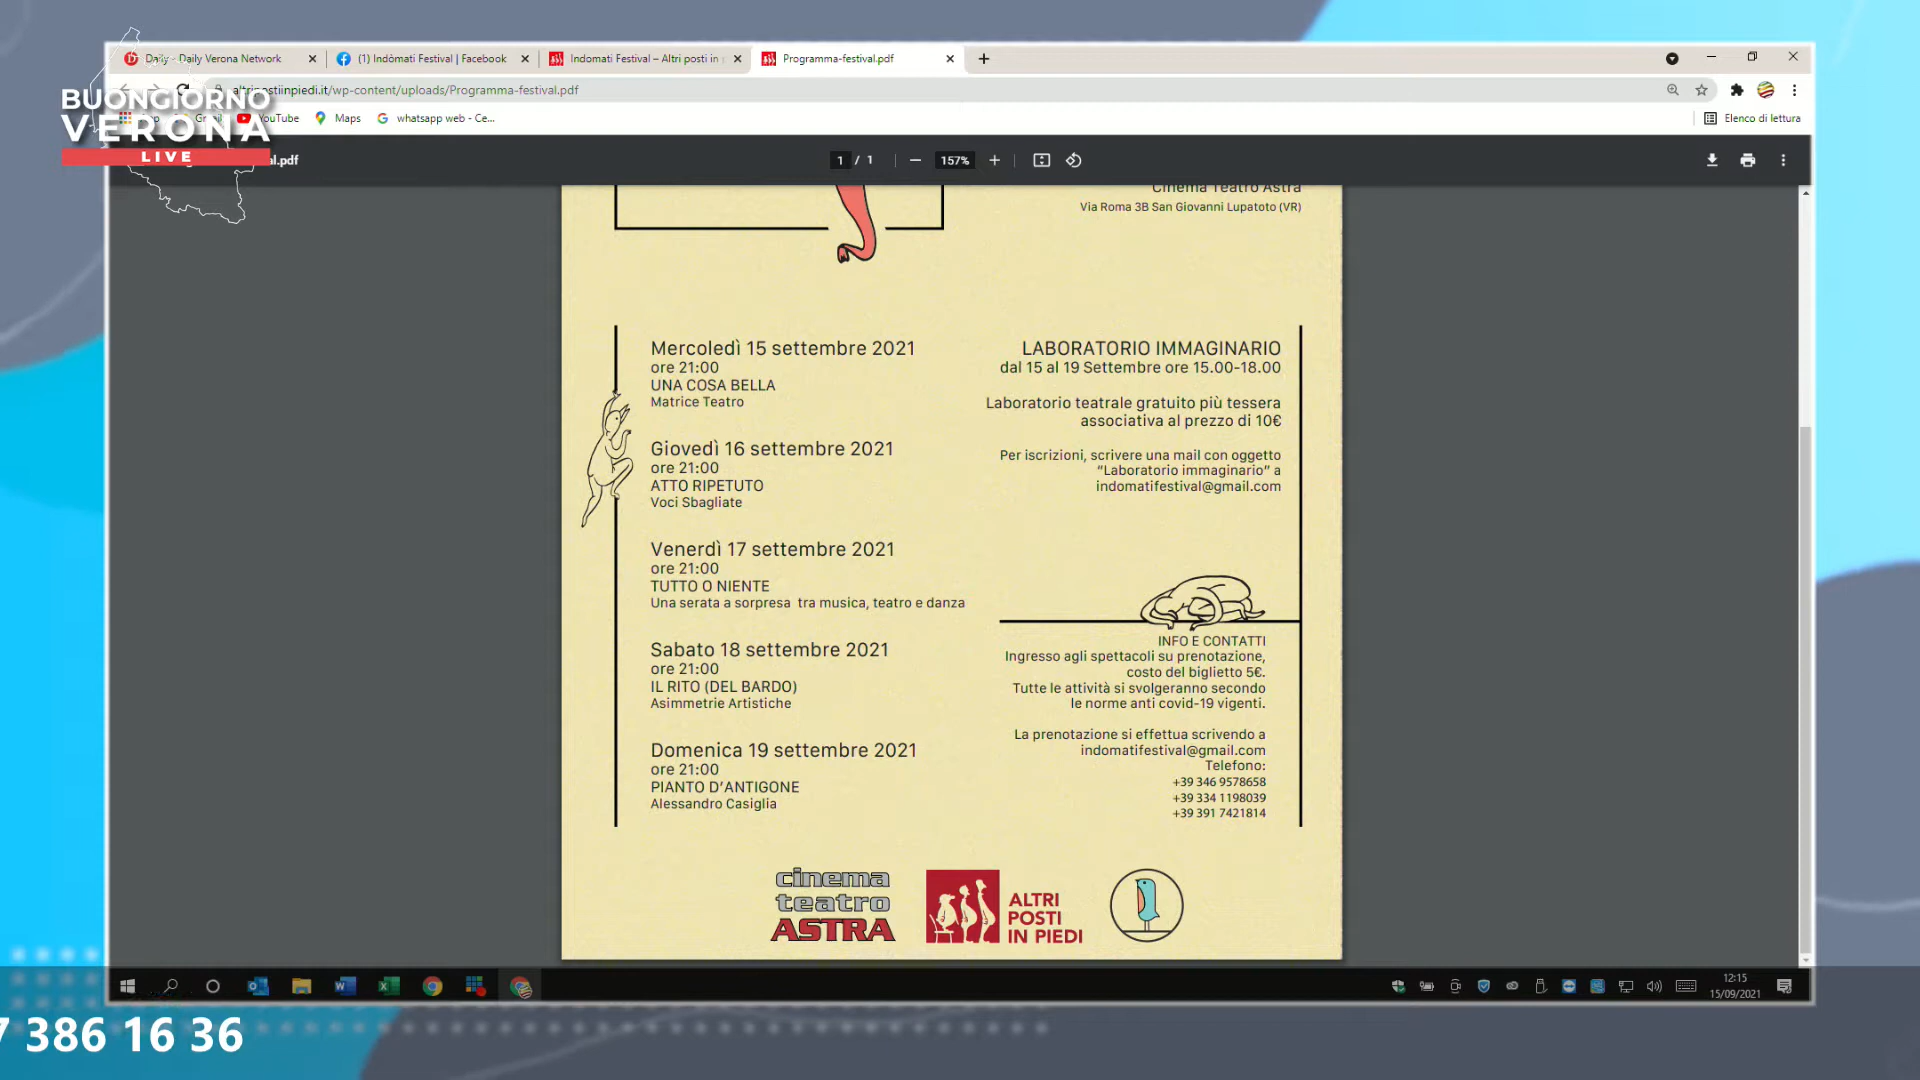 Daily - Daily Verona Network
(1) Indòmati Festival | Facebook
Indomati Festival – Altri posti in
Programma-festival.pdf
altripostiinpiedi.it/wp-content/uploads/Programma-festival.pdf
Gmail
YouTube
Maps
whatsapp web - Ce...
Elenco di lettura
BUONGIORNO
VERONA
LIVE
al.pdf
1 / 1
157%
Cinema Teatro Astra
Via Roma 3B San Giovanni Lupatoto (VR)
Mercoledì 15 settembre 2021
ore 21:00
UNA COSA BELLA
Matrice Teatro
Giovedì 16 settembre 2021
ore 21:00
ATTO RIPETUTO
Voci Sbagliate
Venerdì 17 settembre 2021
ore 21:00
TUTTO O NIENTE
Una serata a sorpresa tra musica, teatro e danza
Sabato 18 settembre 2021
ore 21:00
IL RITO (DEL BARDO)
Asimmetrie Artistiche
Domenica 19 settembre 2021
ore 21:00
PIANTO D’ANTIGONE
Alessandro Casiglia
LABORATORIO IMMAGINARIO
dal 15 al 19 Settembre ore 15.00-18.00
Laboratorio teatrale gratuito più tessera
associativa al prezzo di 10€
Per iscrizioni, scrivere una mail con oggetto
“Laboratorio immaginario” a
indomatifestival@gmail.com
INFO E CONTATTI
Ingresso agli spettacoli su prenotazione,
costo del biglietto 5€.
Tutte le attività si svolgeranno secondo
le norme anti covid-19 vigenti.
La prenotazione si effettua scrivendo a
indomatifestival@gmail.com
Telefono:
+39 346 9578658
+39 334 1198039
+39 391 7421814
cinema
teatro
ASTRA
ALTRI
POSTI
IN PIEDI
12:15
15/09/2021
7 386 16 36